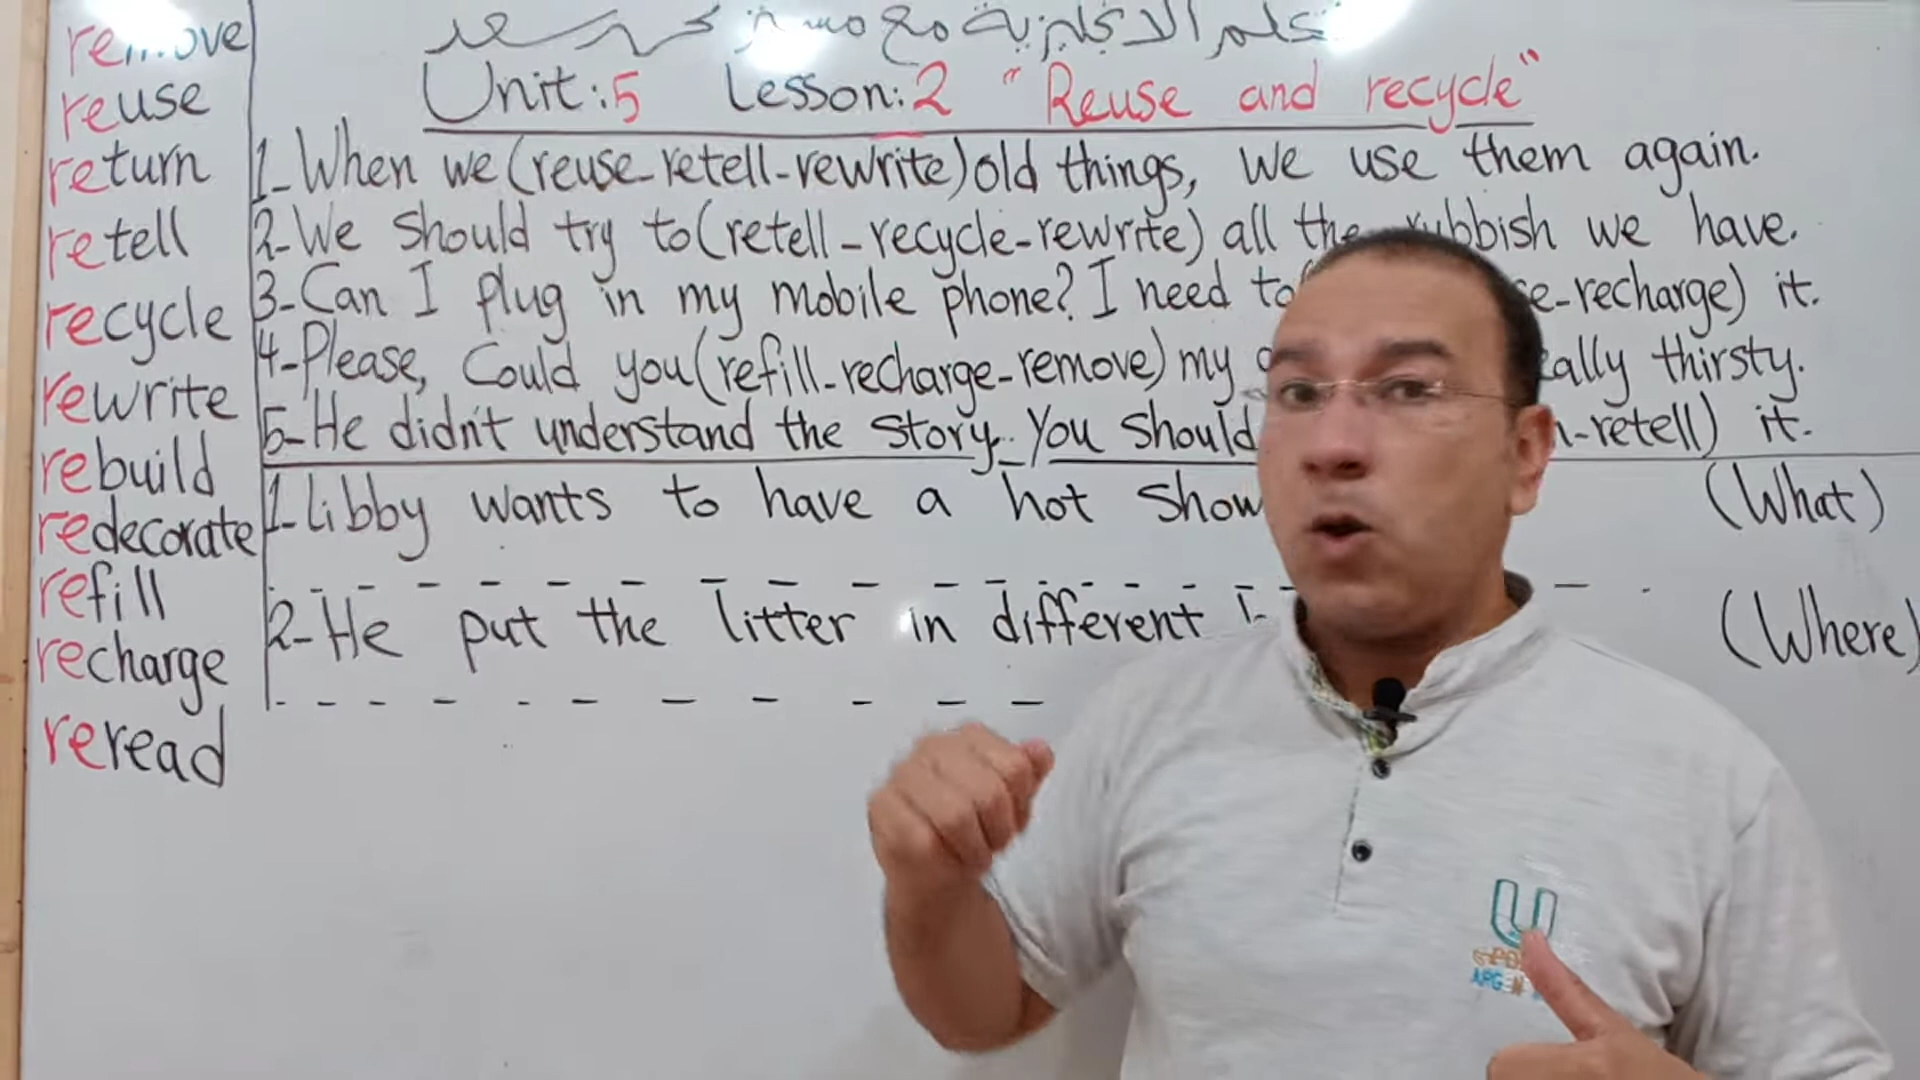 تعلم الانجليزية مع مستر محمد سعد
Unit:5 Lesson:2 "Reuse and recycle"
remove
reuse
return
retell
recycle
rewrite
rebuild
redecorate
refill
recharge
reread
1-When we (reuse-retell-rewrite) old things, we use them again.
2-We should try to (retell-recycle-rewrite) all the rubbish we have.
3-Can I plug in my mobile phone? I need to -recharge) it.
4-Please, Could you (refill-recharge-remove) my thirsty.
5-He didn't understand the story. You should -retell) it.
1-Libby wants to have a hot (What)
2-He put the litter in different (Where)
U